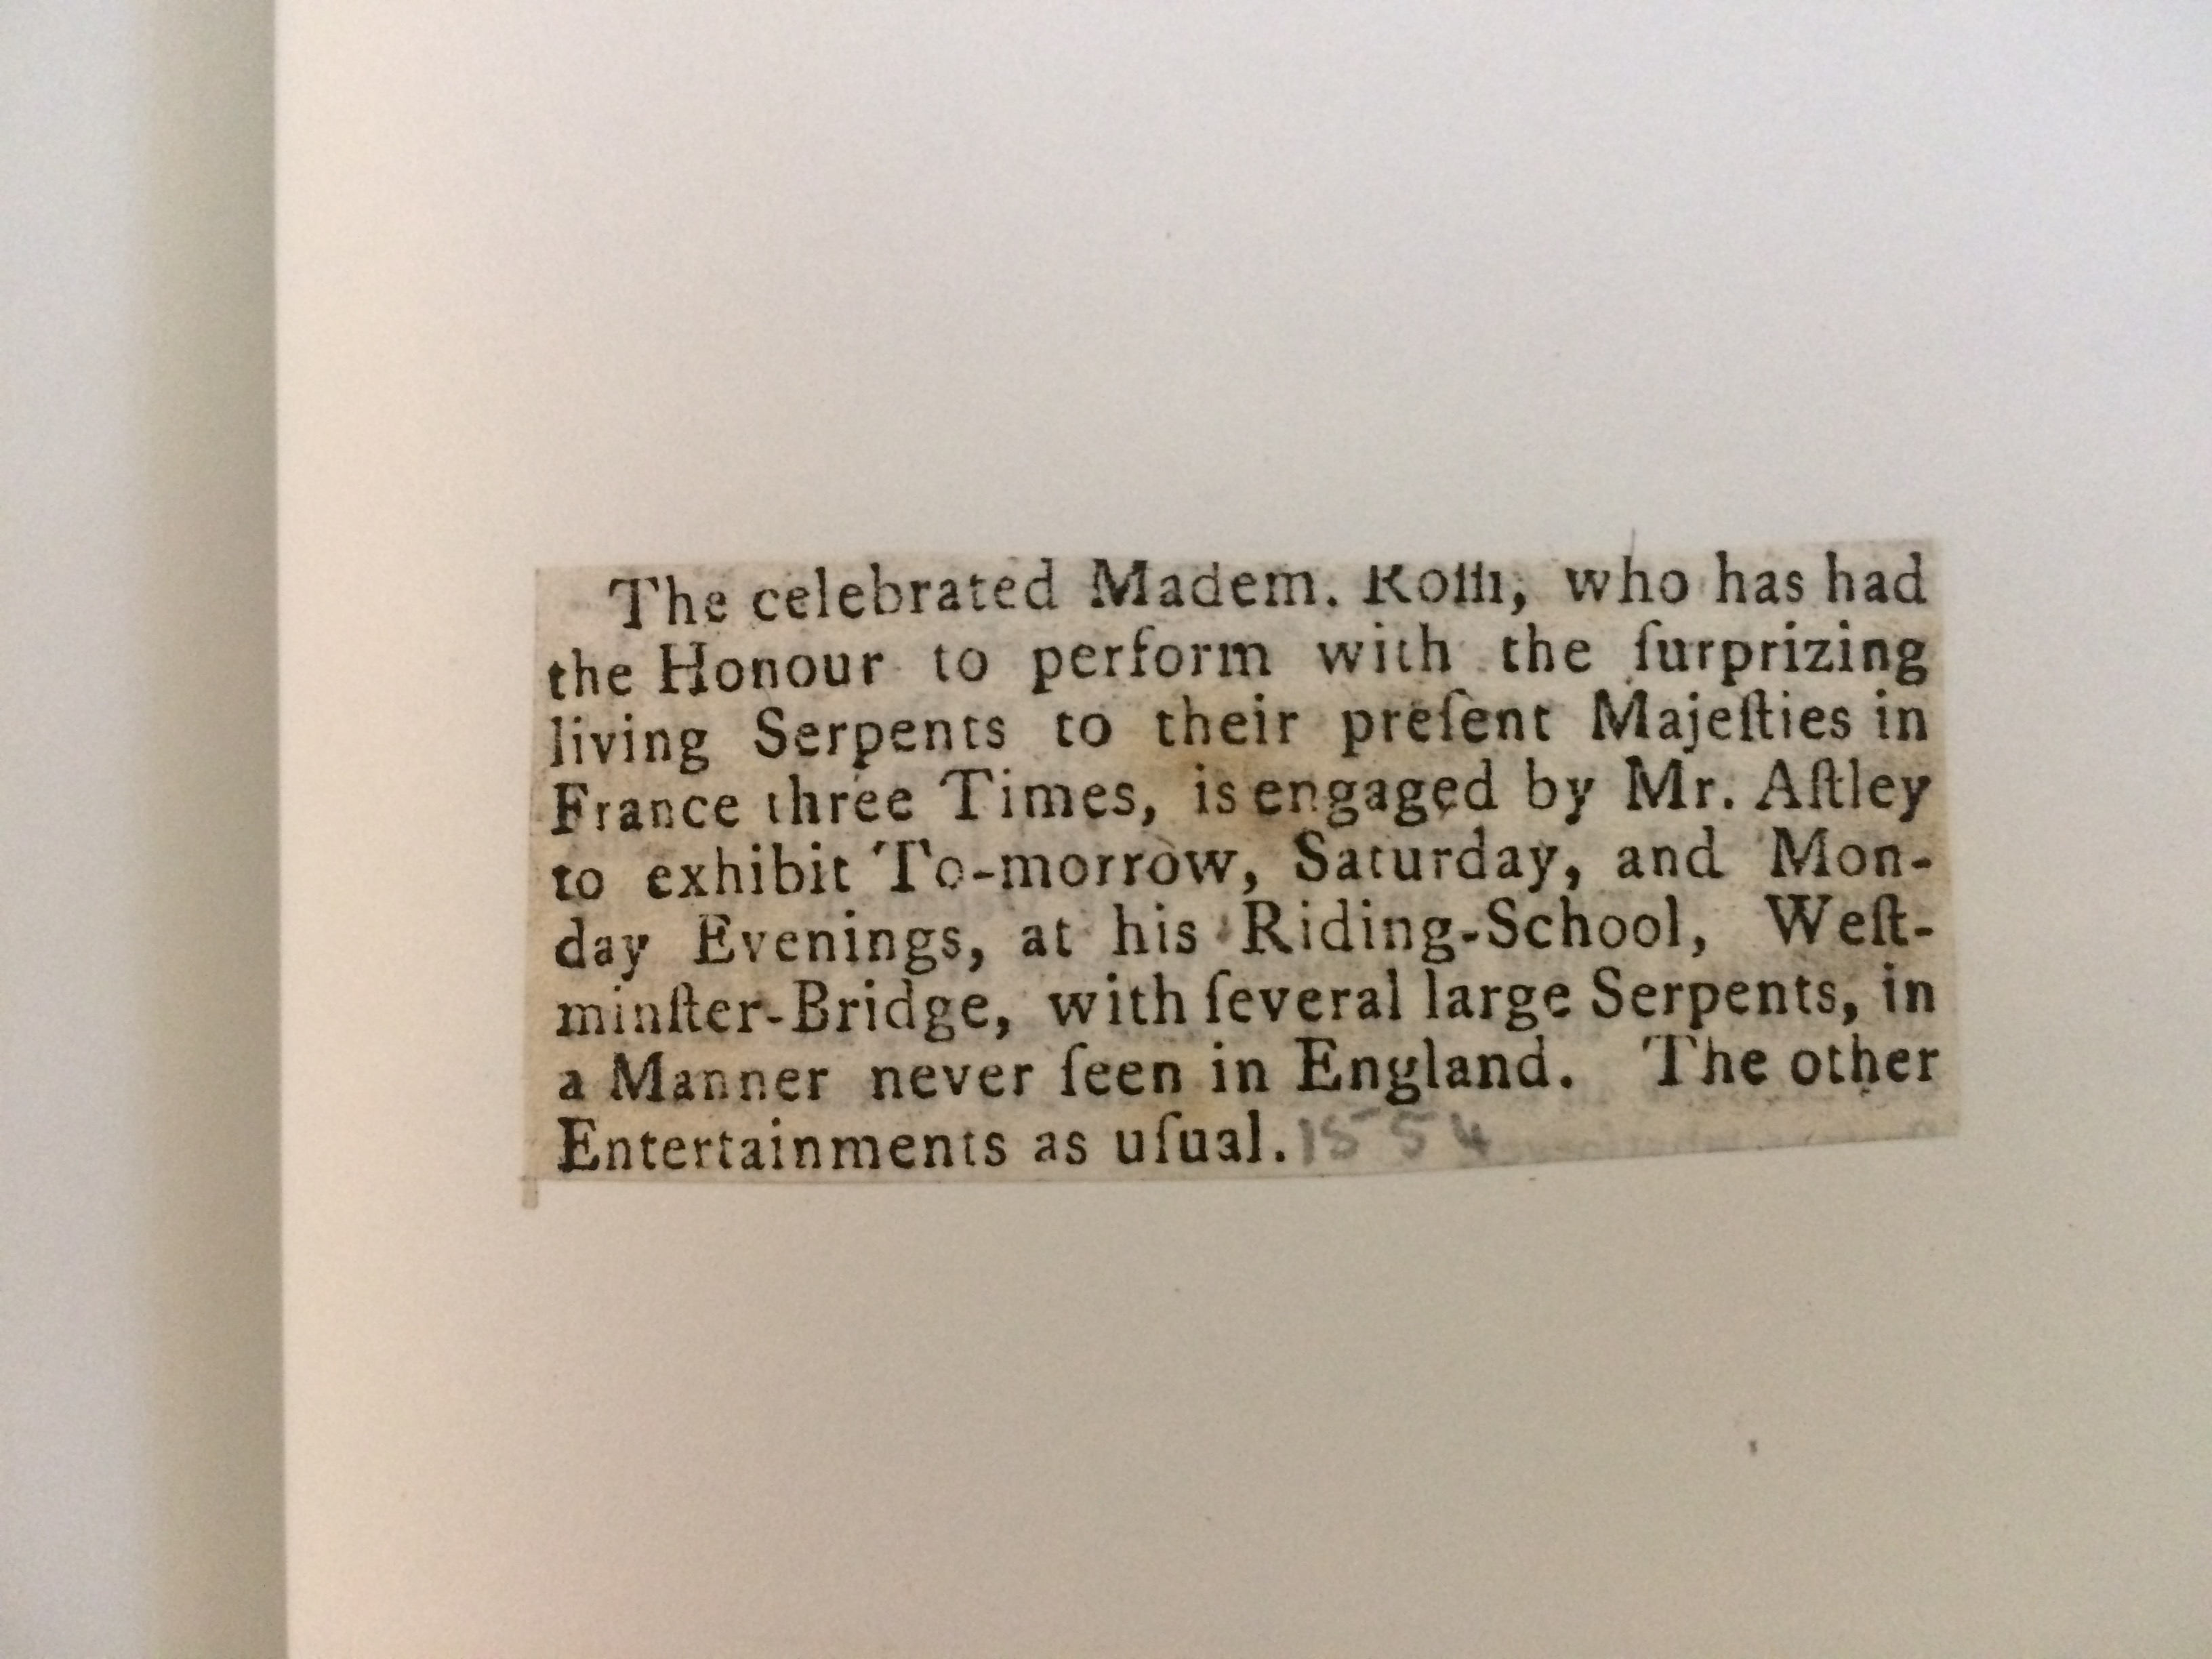 The celebrated Madem. Roſſi, who has had
the Honour to perform with the ſurprizing
living Serpents to their preſent Majeſties in
France three Times, is engaged by Mr. Aſtley
to exhibit To-morrow, Saturday, and Mon-
day Evenings, at his Riding-School, Weſt-
minſter-Bridge, with ſeveral large Serpents, in
a Manner never ſeen in England. The other
Entertainments as uſual. 1554